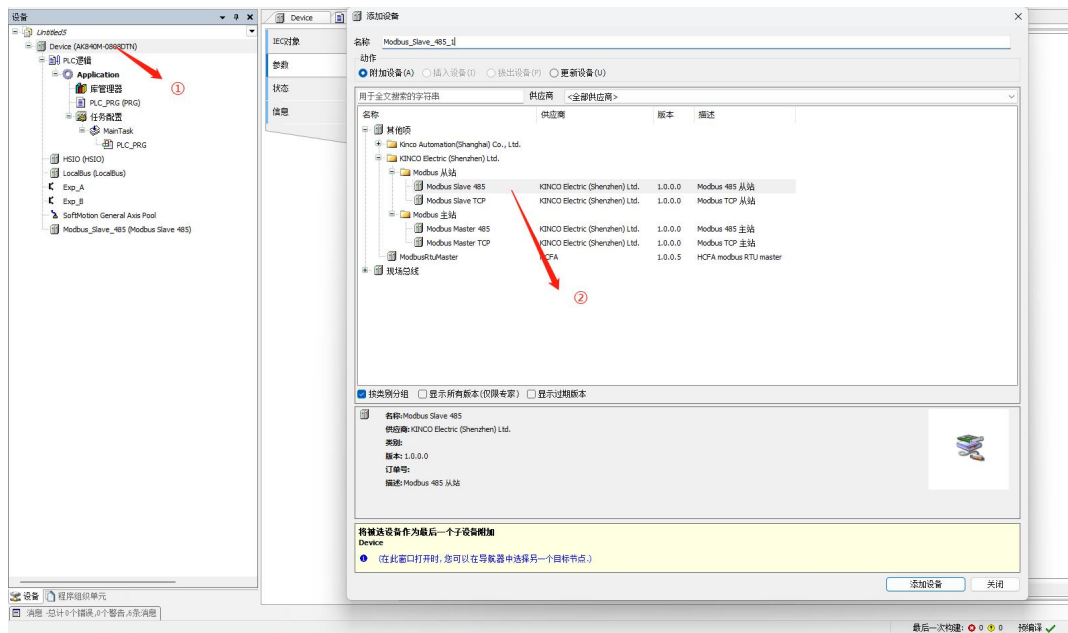 设备
Untitled5
Device (AK840M-0808DTN)
PLC逻辑
Application
库管理器
PLC_PRG (PRG)
任务配置
MainTask
PLC_PRG
HSIO (HSIO)
LocalBus (LocalBus)
Exp_A
Exp_B
SoftMotion General Axis Pool
Modbus_Slave_485 (Modbus Slave 485)
①
设备 程序组织单元
消息 -总计0个错误,0个警告,6条消息
Device
IEC对象
参数
状态
信息
添加设备
名称 Modbus_Slave_485_1
动作
附加设备(A) 插入设备(I) 拔出设备(P) 更新设备(U)
用于全文搜索的字符串 供应商 <全部供应商>
名称 供应商 版本 描述
其他项
Kinco Automation(Shanghai) Co., Ltd.
KINCO Electric (Shenzhen) Ltd.
Modbus 从站
Modbus Slave 485 KINCO Electric (Shenzhen) Ltd. 1.0.0.0 Modbus 485 从站
Modbus Slave TCP KINCO Electric (Shenzhen) Ltd. 1.0.0.0 Modbus TCP 从站
Modbus 主站
Modbus Master 485 KINCO Electric (Shenzhen) Ltd. 1.0.0.0 Modbus 485 主站
Modbus Master TCP KINCO Electric (Shenzhen) Ltd. 1.0.0.0 Modbus TCP 主站
ModbusRtuMaster HCFA 1.0.0.5 HCFA modbus RTU master
现场总线
②
按类别分组 显示所有版本(仅限专家) 显示过期版本
名称:Modbus Slave 485
供应商: KINCO Electric (Shenzhen) Ltd.
类别:
版本: 1.0.0.0
订单号:
描述: Modbus 485 从站
将被选设备作为最后一个子设备附加
Device
(在此窗口打开时,您可以在导航器中选择另一个目标节点.)
添加设备 关闭
最后一次构建: 0 0 预编译